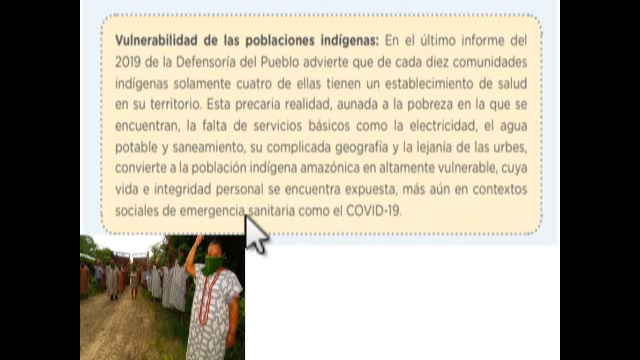 Vulnerabilidad de las poblaciones indígenas: En el último informe del
2019 de la Defensoría del Pueblo advierte que de cada diez comunidades
indígenas solamente cuatro de ellas tienen un establecimiento de salud
en su territorio. Esta precaria realidad, aunada a la pobreza en la que se
encuentran, la falta de servicios básicos como la electricidad, el agua
potable y saneamiento, su complicada geografía y la lejanía de las urbes,
convierte a la población indígena amazónica en altamente vulnerable, cuya
vida e integridad personal se encuentra expuesta, más aún en contextos
sociales de emergencia sanitaria como el COVID-19.